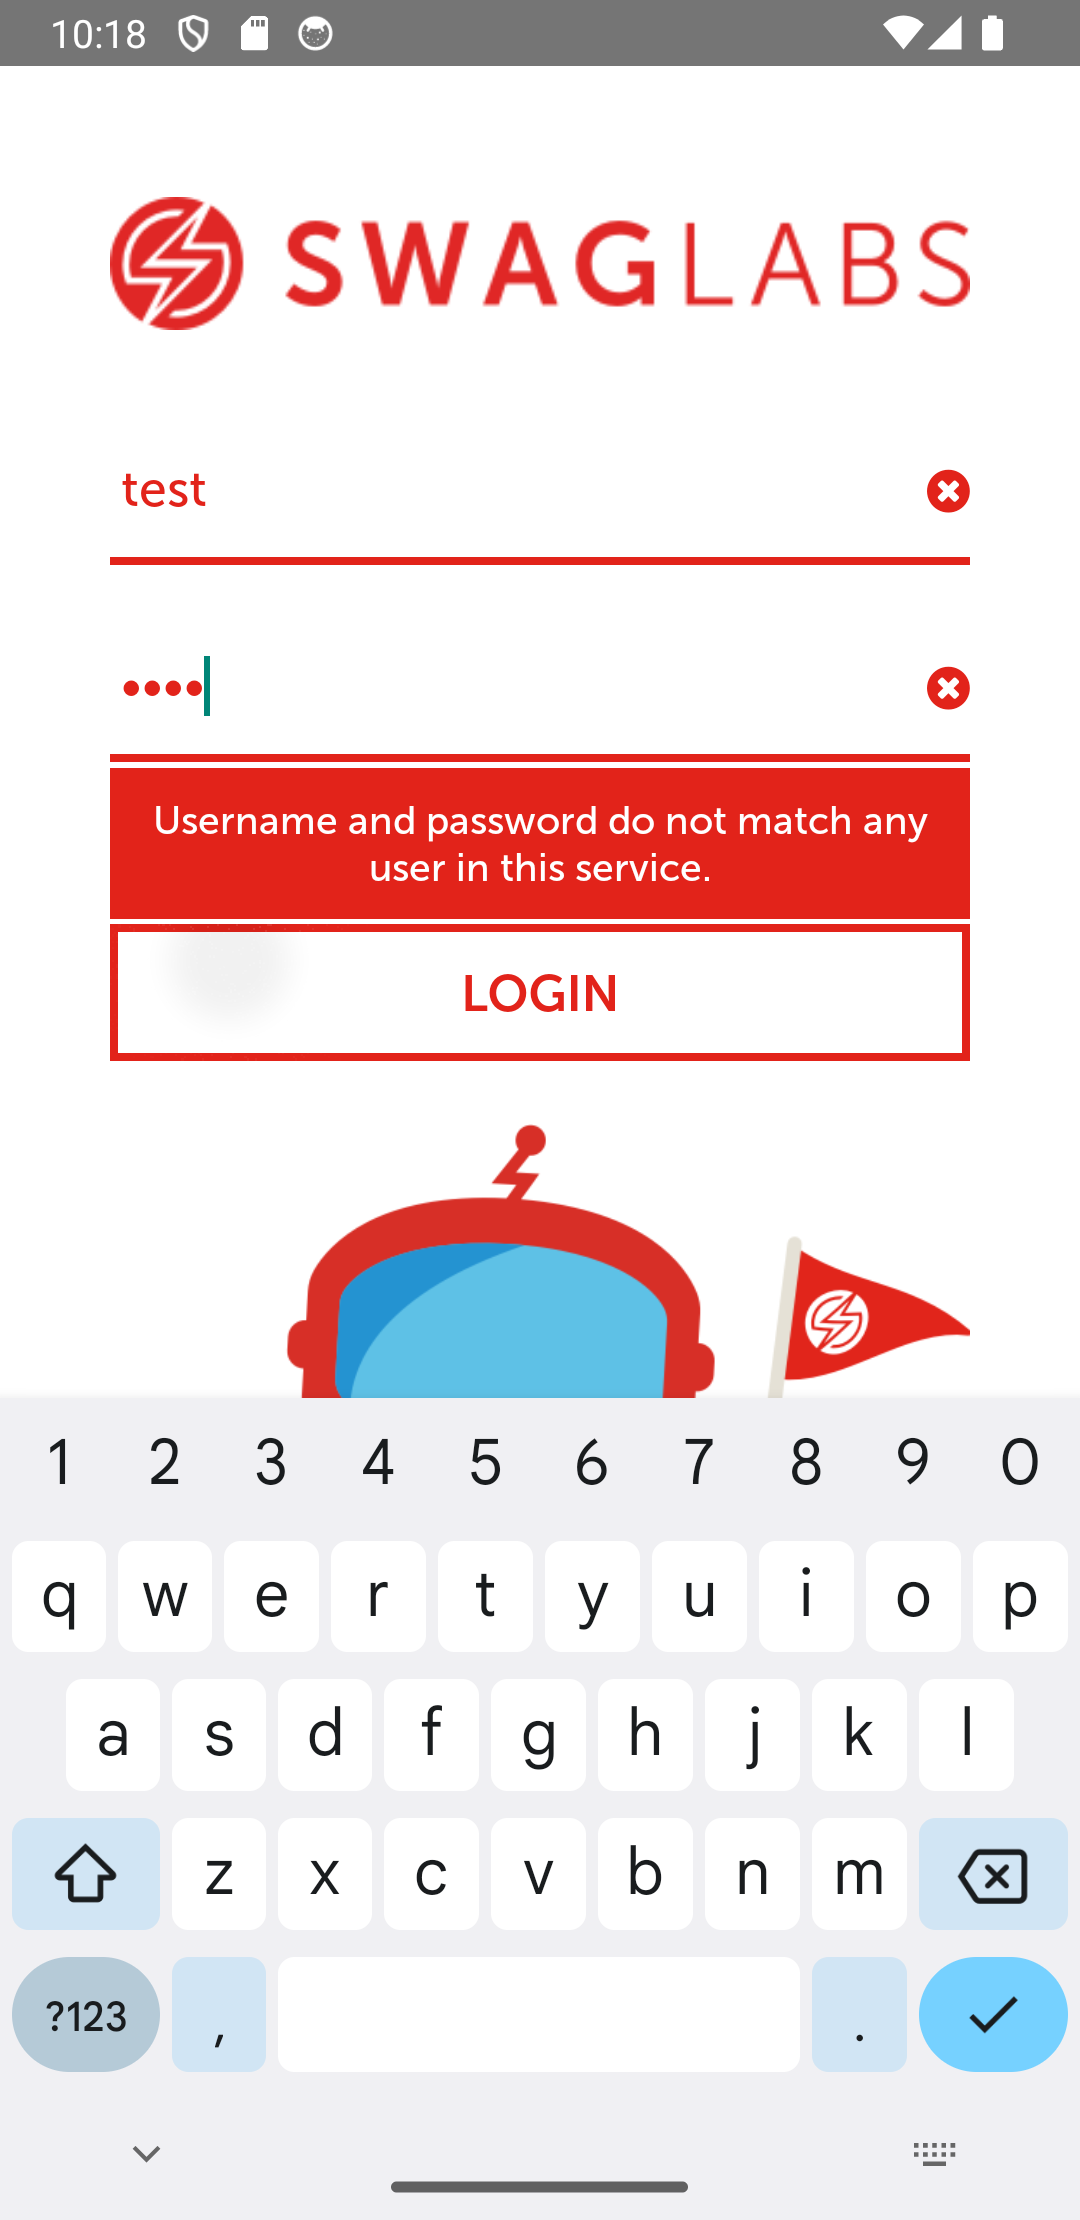 10:18
SWAGLABS
test
Username and password do not match any
user in this service.
LOGIN
1 2 3 4 5 6 7 8 9 0
q w e r t y u i o p
a s d f g h j k l
z x c v b n m
?123 , .